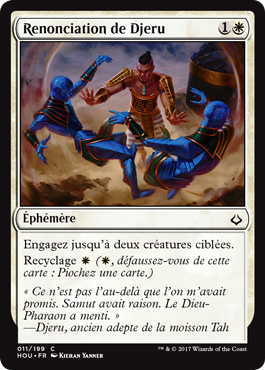 Renonciation de Djeru 1
Éphémère
Engagez jusqu'à deux créatures ciblées.
Recyclage (, défaussez-vous de cette
carte : Piochez une carte.)
« Ce n'est pas l'au-delà que l'on m'avait
promis. Samut avait raison. Le Dieu-
Pharaon a menti. »
—Djeru, ancien adepte de la moisson Tah
011/199 C
HOU • FR KIERAN YANNER
™ & © 2017 Wizards of the Coast